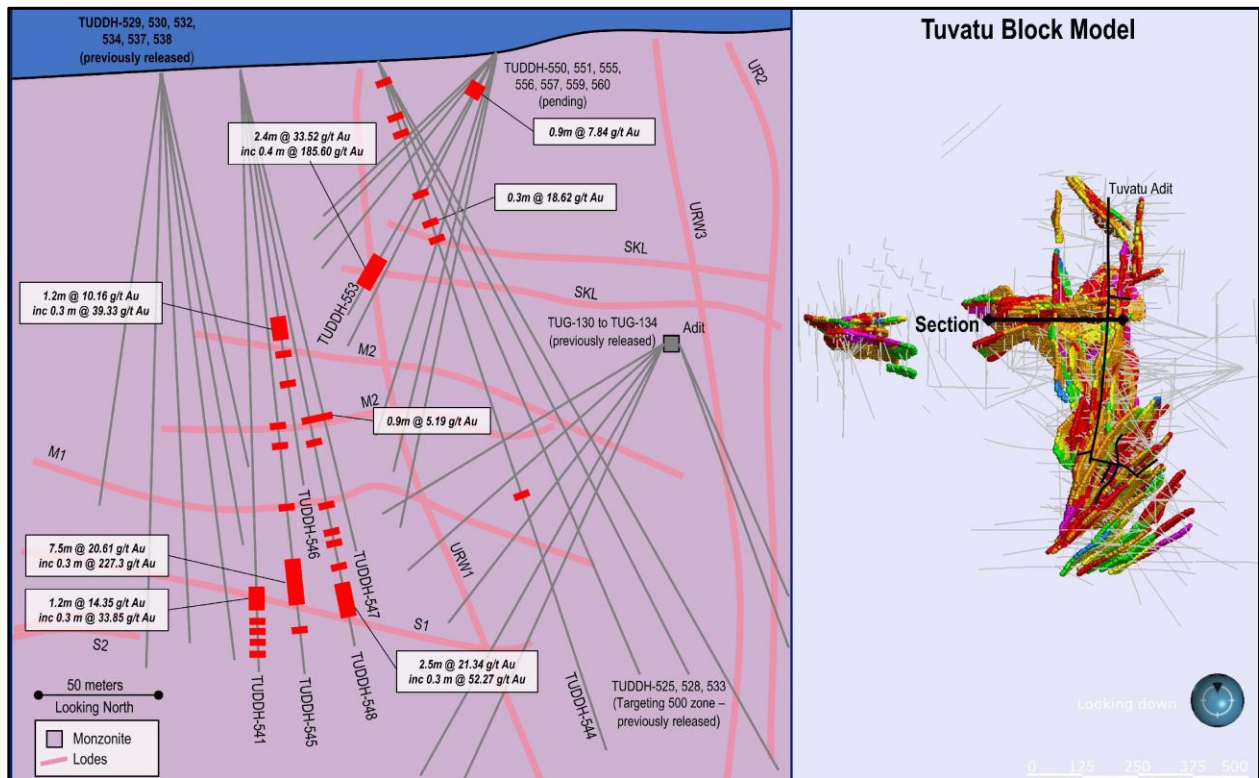 TUDDH-529, 530, 532,
534, 537, 538
(previously released)
TUDDH-550, 551, 555,
556, 557, 559, 560
(pending)
UR2
2.4m @ 33.52 g/t Au
inc 0.4 m @ 185.60 g/t Au
0.9m @ 7.84 g/t Au
0.3m @ 18.62 g/t Au
URW3
SKL
SKL
TUDDH-553
1.2m @ 10.16 g/t Au
inc 0.3 m @ 39.33 g/t Au
TUG-130 to TUG-134
(previously released)
Adit
M2
M2
0.9m @ 5.19 g/t Au
M1
TUDDH-546
7.5m @ 20.61 g/t Au
inc 0.3 m @ 227.3 g/t Au
URW1
TUDDH-547
1.2m @ 14.35 g/t Au
inc 0.3 m @ 33.85 g/t Au
S1
S2
2.5m @ 21.34 g/t Au
inc 0.3 m @ 52.27 g/t Au
TUDDH-525, 528, 533
(Targeting 500 zone –
previously released)
TUDDH-541
TUDDH-545
TUDDH-548
TUDDH-544
50 meters
Looking North
Monzonite
Lodes
Tuvatu Block Model
Tuvatu Adit
Section
Looking down
0 125 250 375 500